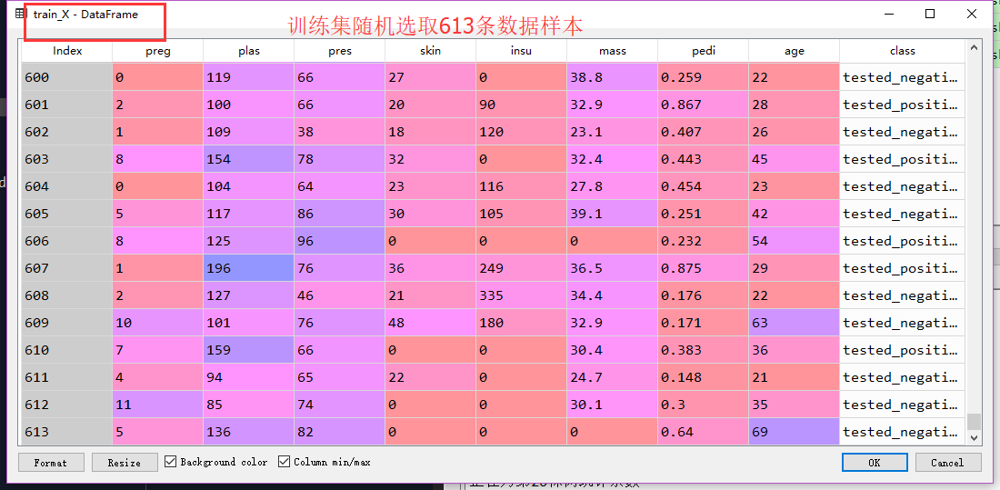 train_X - DataFrame
训练集随机选取613条数据样本
Index preg plas pres skin insu mass pedi age class
600 0 119 66 27 0 38.8 0.259 22 tested_negati…
601 2 100 66 20 90 32.9 0.867 28 tested_positi…
602 1 109 38 18 120 23.1 0.407 26 tested_negati…
603 8 154 78 32 0 32.4 0.443 45 tested_positi…
604 0 104 64 23 116 27.8 0.454 23 tested_negati…
605 5 117 86 30 105 39.1 0.251 42 tested_negati…
606 8 125 96 0 0 0 0.232 54 tested_positi…
607 1 196 76 36 249 36.5 0.875 29 tested_positi…
608 2 127 46 21 335 34.4 0.176 22 tested_negati…
609 10 101 76 48 180 32.9 0.171 63 tested_negati…
610 7 159 66 0 0 30.4 0.383 36 tested_positi…
611 4 94 65 22 0 24.7 0.148 21 tested_negati…
612 11 85 74 0 0 30.1 0.3 35 tested_negati…
613 5 136 82 0 0 0 0.64 69 tested_negati…
Format Resize Background color Column min/max OK Cancel